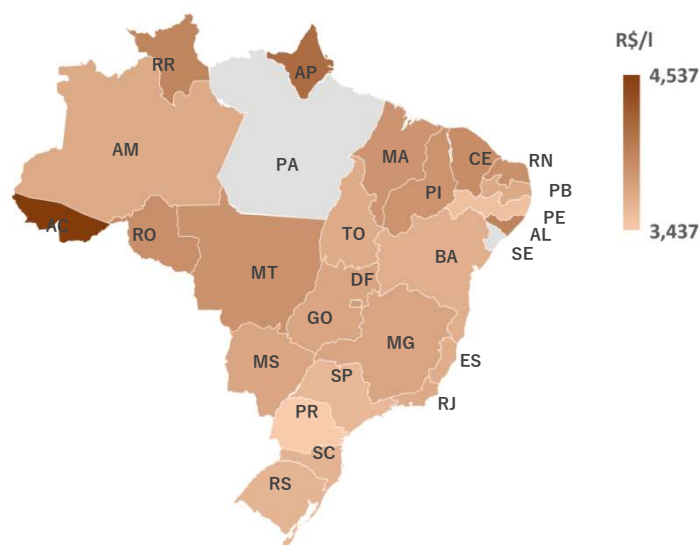 R$/l
4,537
3,437
RR
AP
AM
PA
MA
CE
RN
PI
PB
PE
AL
SE
AC
RO
TO
BA
MT
DF
GO
MG
MS
ES
SP
RJ
PR
SC
RS